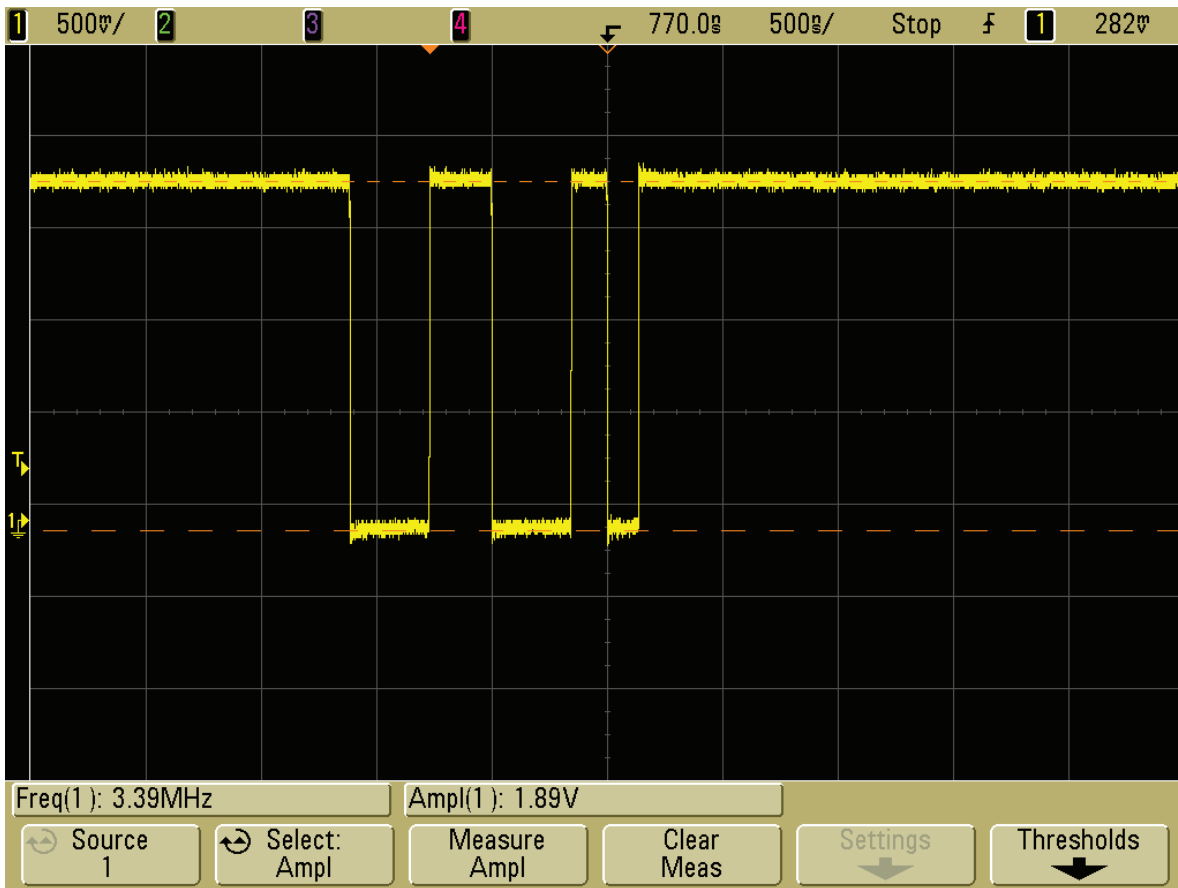 1 500mV/ 2 3 4 770.0ns 500ns/ Stop 1 282mV
T
1
Freq(1): 3.39MHz Ampl(1): 1.89V
Source Select: Measure Clear Settings Thresholds
1 Ampl Ampl Meas